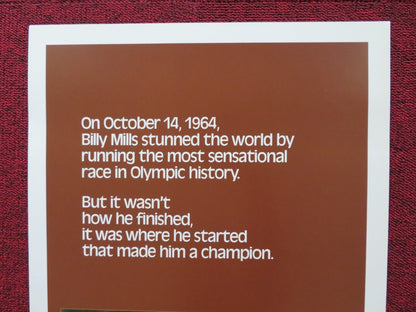 On October 14, 1964,
Billy Mills stunned the world by
running the most sensational
race in Olympic history.
But it wasn't
how he finished,
it was where he started
that made him a champion.